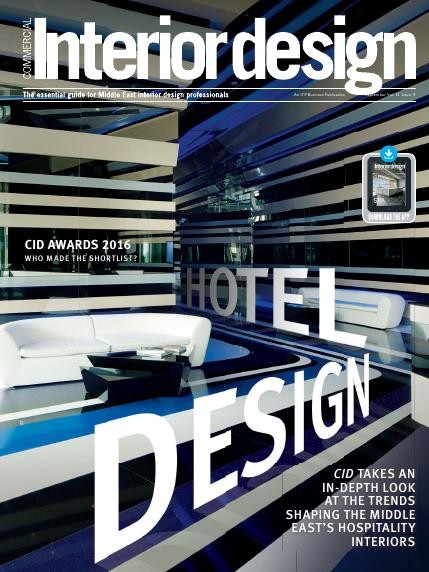 COMMERCIAL
Interior design
The essential guide for Middle East interior design professionals
An ITP Business Publication
Interior design
DOWNLOAD THE APP
CID AWARDS 2016
WHO MADE THE SHORTLIST?
HOTEL
DESIGN
CID TAKES AN
IN-DEPTH LOOK
AT THE TRENDS
SHAPING THE MIDDLE
EAST'S HOSPITALITY
INTERIORS